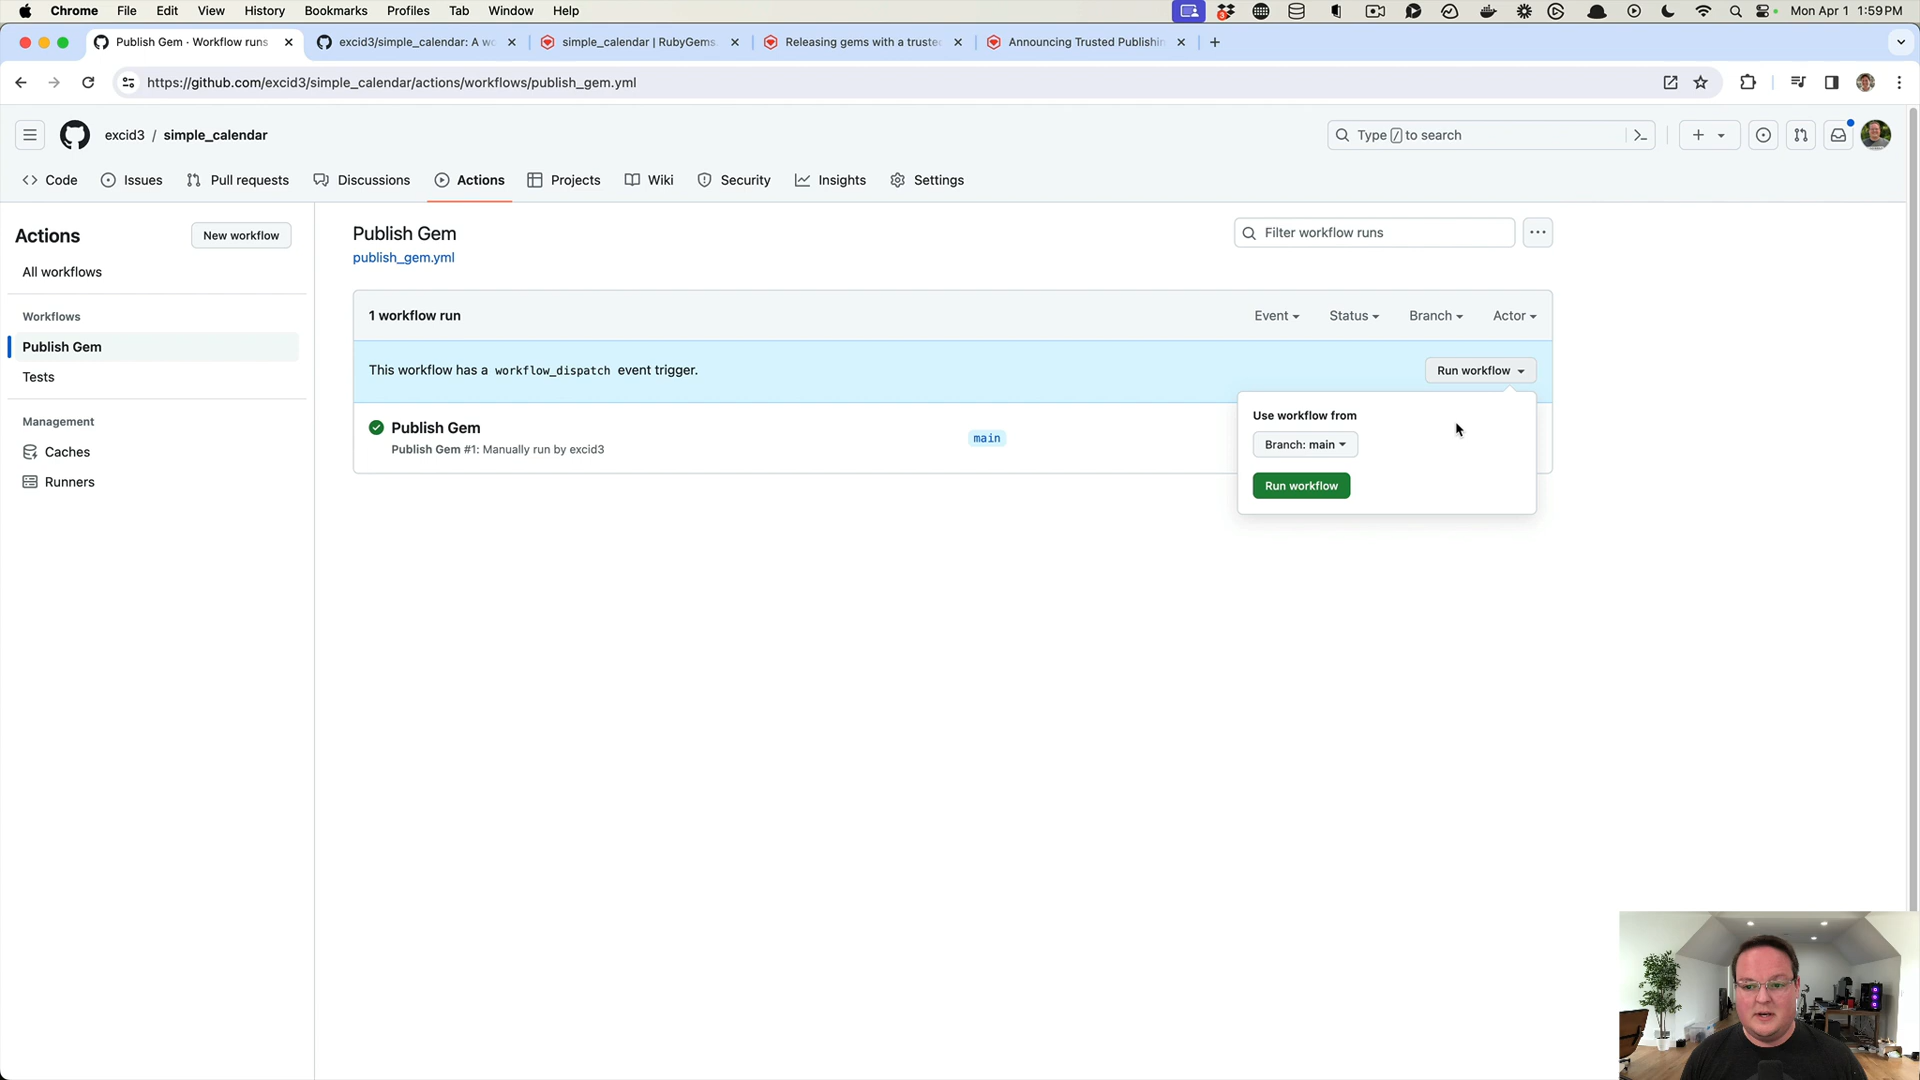 Chrome File Edit View History Bookmarks Profiles Tab Window Help Mon Apr 1 1:59 PM
Publish Gem · Workflow runs excid3/simple_calendar: A wo simple_calendar | RubyGems. Releasing gems with a trusted Announcing Trusted Publishin
https://github.com/excid3/simple_calendar/actions/workflows/publish_gem.yml
excid3 / simple_calendar Type / to search
Code Issues Pull requests Discussions Actions Projects Wiki Security Insights Settings
Actions New workflow
All workflows
Workflows
Publish Gem
Tests
Management
Caches
Runners
Publish Gem
publish_gem.yml
Filter workflow runs
1 workflow run Event Status Branch Actor
This workflow has a workflow_dispatch event trigger. Run workflow
Use workflow from
Branch: main
Run workflow
Publish Gem
Publish Gem #1: Manually run by excid3
main